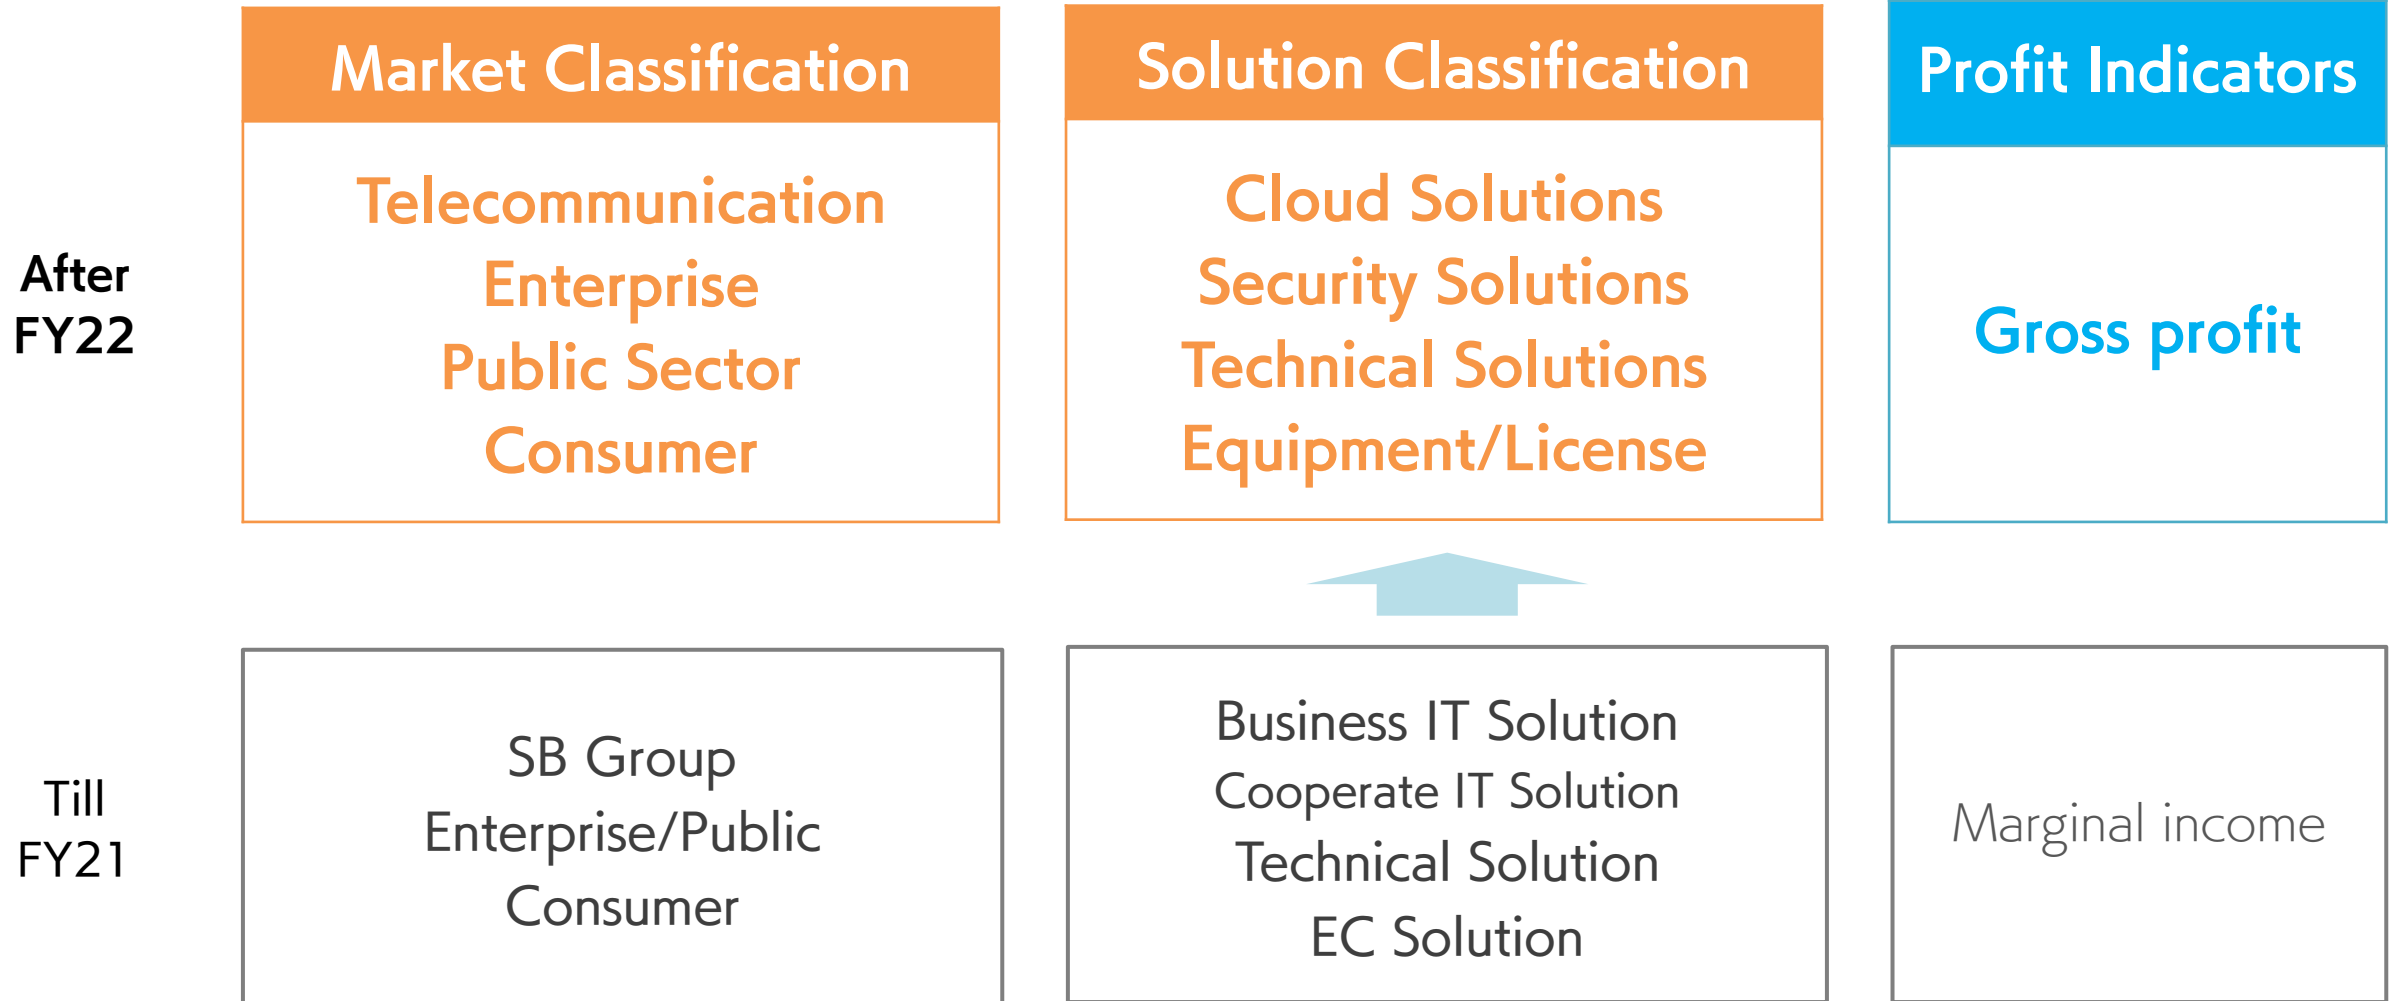 Market Classification
Solution Classification
Profit Indicators
After
FY22
Telecommunication
Enterprise
Public Sector
Consumer
Cloud Solutions
Security Solutions
Technical Solutions
Equipment/License
Gross profit
Till
FY21
SB Group
Enterprise/Public
Consumer
Business IT Solution
Cooperate IT Solution
Technical Solution
EC Solution
Marginal income